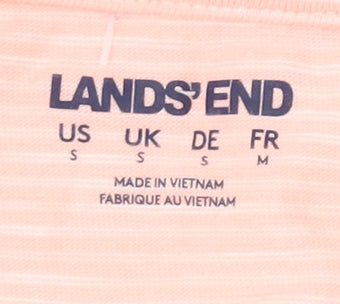 LANDS' END
US UK DE FR
S S S M
MADE IN VIETNAM
FABRIQUE AU VIETNAM